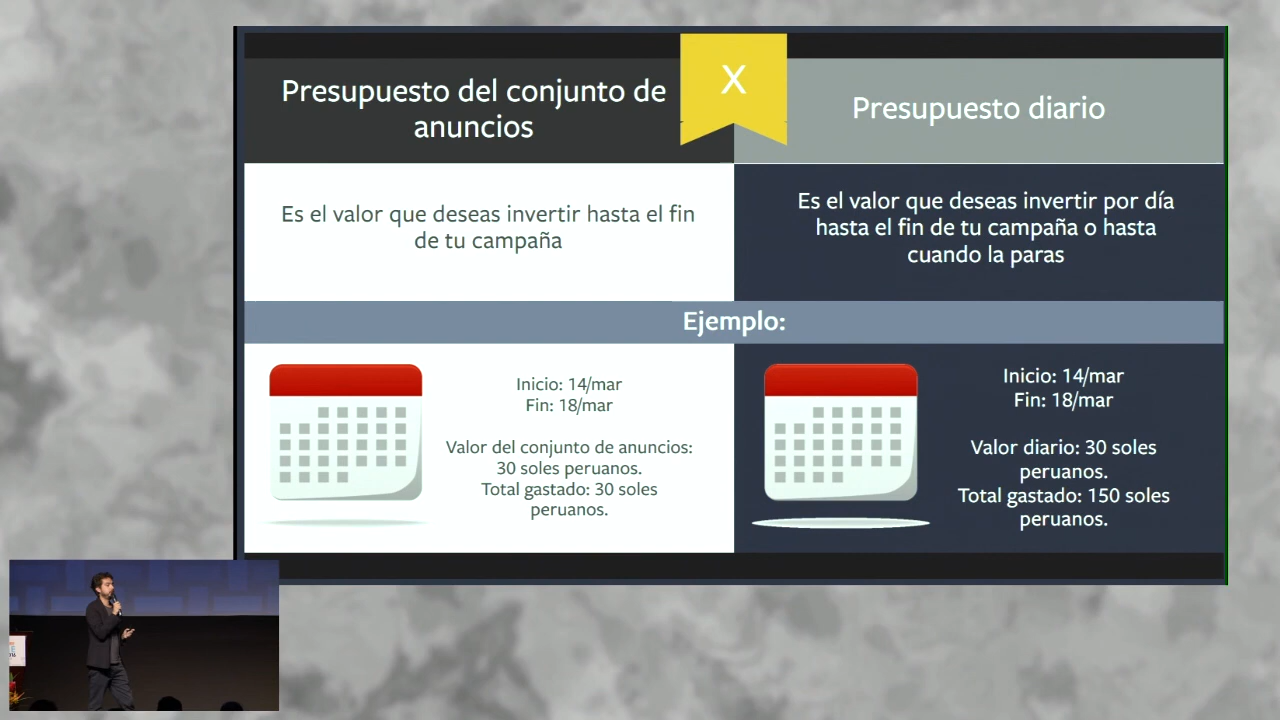 Presupuesto del conjunto de
anuncios
X
Presupuesto diario
Es el valor que deseas invertir hasta el fin
de tu campaña
Es el valor que deseas invertir por día
hasta el fin de tu campaña o hasta
cuando la paras
Ejemplo:
Inicio: 14/mar
Fin: 18/mar
Valor del conjunto de anuncios:
30 soles peruanos.
Total gastado: 30 soles
peruanos.
Inicio: 14/mar
Fin: 18/mar
Valor diario: 30 soles
peruanos.
Total gastado: 150 soles
peruanos.